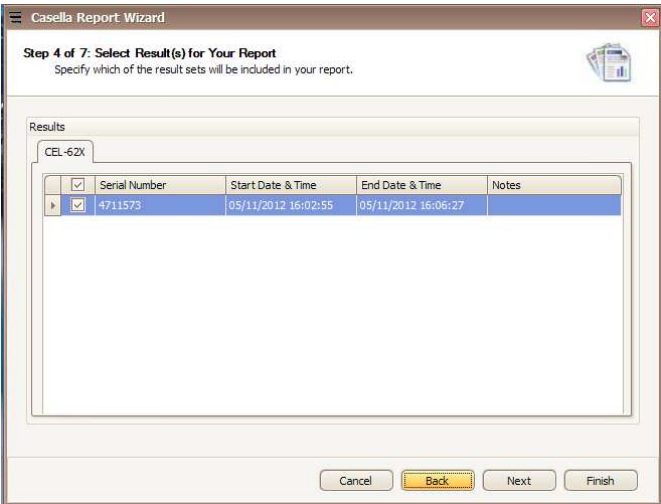 Casella Report Wizard
Step 4 of 7: Select Result(s) for Your Report
Specify which of the result sets will be included in your report.
Results
CEL-62X
Serial Number Start Date & Time End Date & Time Notes
4711573 05/11/2012 16:02:55 05/11/2012 16:06:27
Cancel Back Next Finish